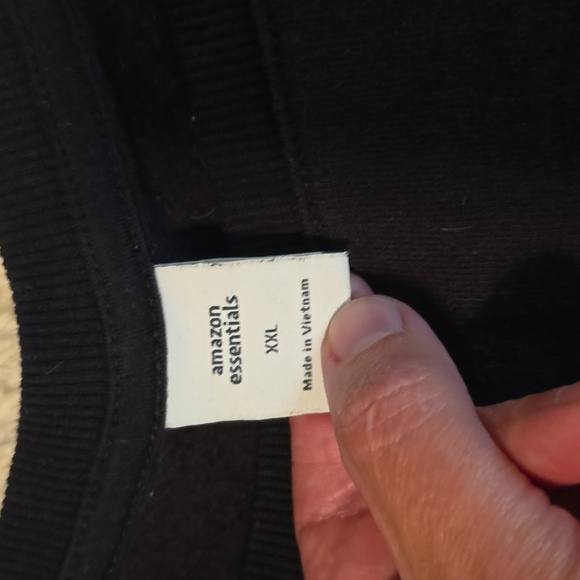 amazon
essentials
XXL
Made in Vietnam